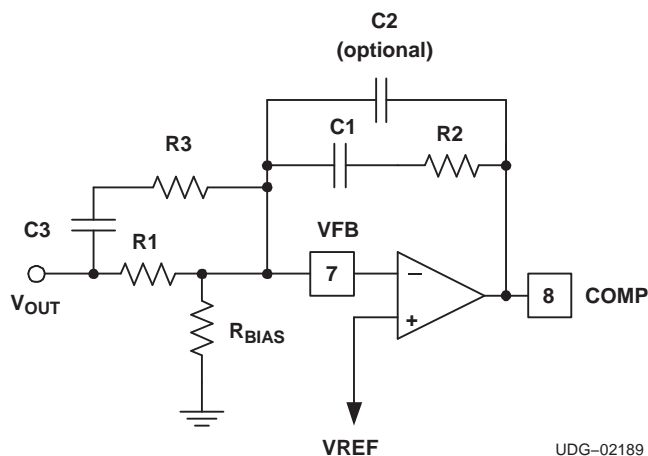 C2
(optional)
C1
R2
R3
C3
R1
VFB
7
−
+
8
COMP
VOUT
RBIAS
VREF
UDG–02189